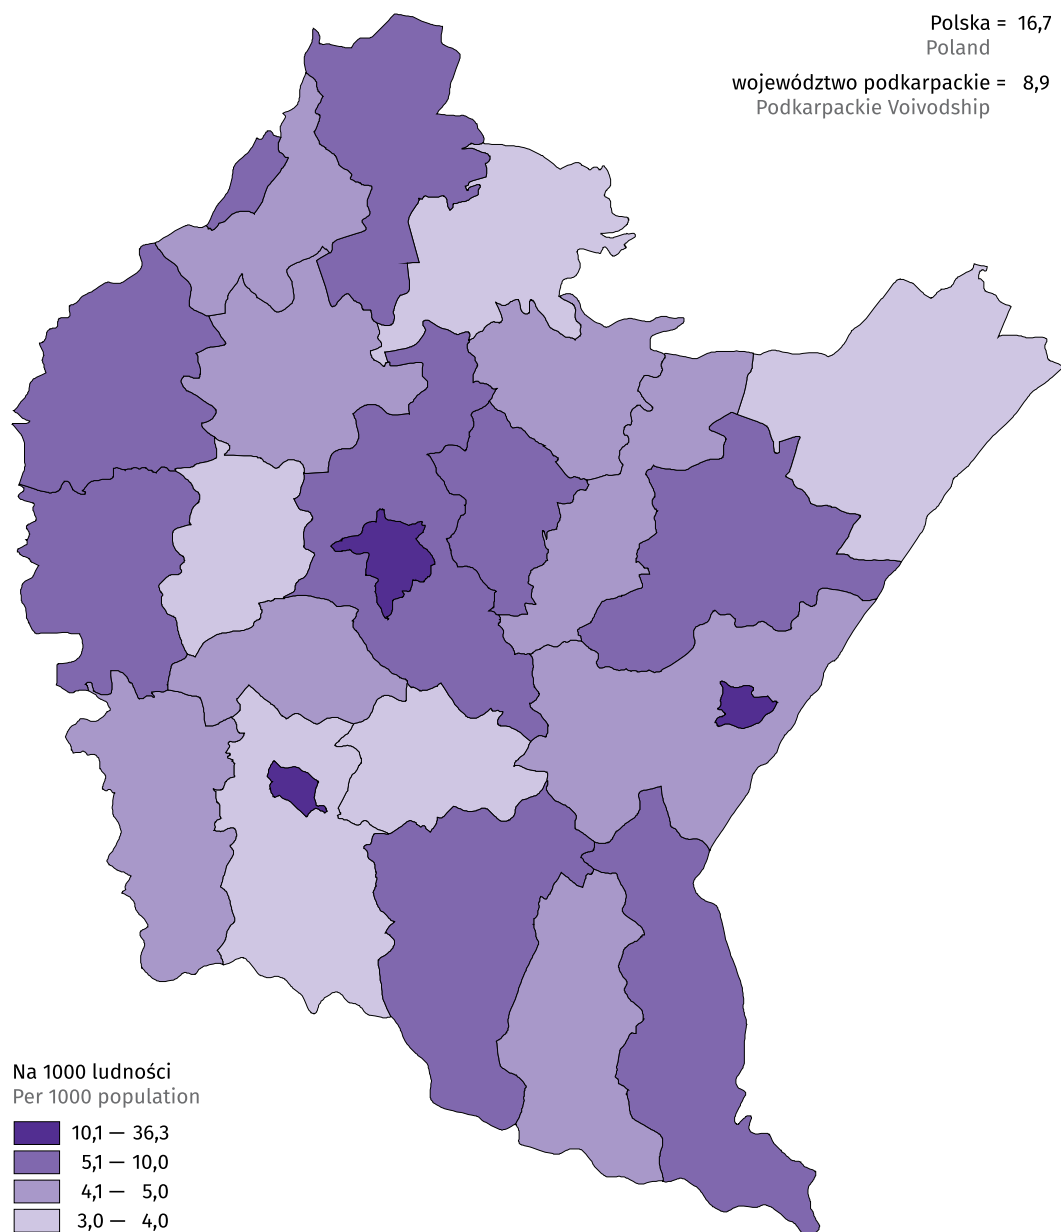 Polska = 16,7
Poland
województwo podkarpackie = 8,9
Podkarpackie Voivodship
Na 1000 ludności
Per 1000 population
10,1 — 36,3
5,1 — 10,0
4,1 — 5,0
3,0 — 4,0